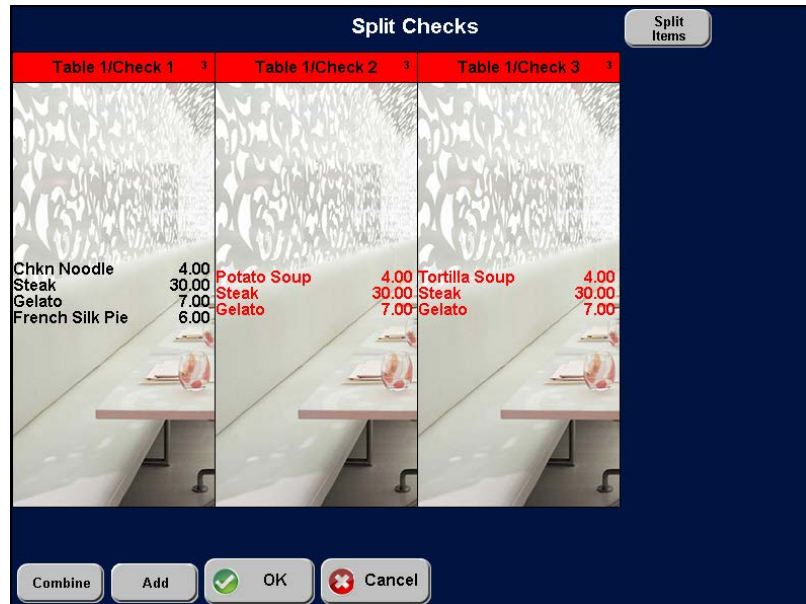 Split Checks
Split
Items
Table 1/Check 1 3
Table 1/Check 2 3
Table 1/Check 3 3
Chkn Noodle 4.00
Steak 30.00
Gelato 7.00
French Silk Pie 6.00
Potato Soup 4.00
Steak 30.00
Gelato 7.00
Tortilla Soup 4.00
Steak 30.00
Gelato 7.00
Combine
Add
OK
Cancel